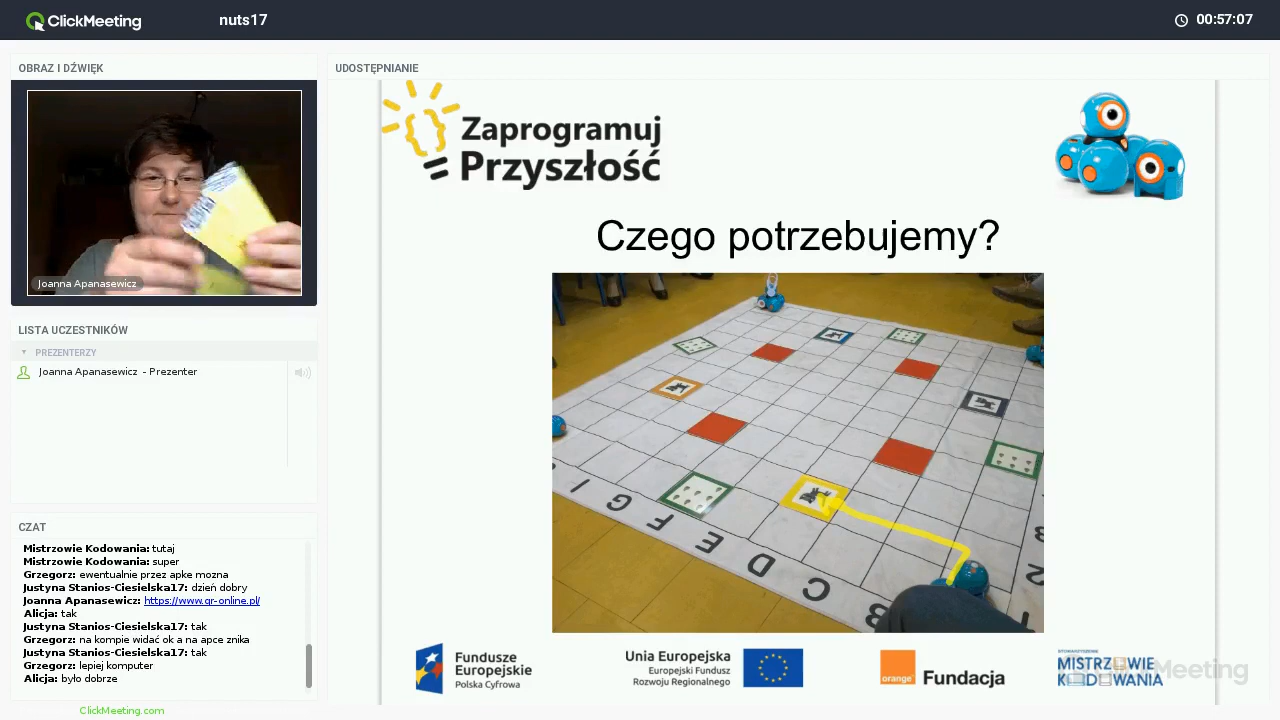 ClickMeeting
nuts17
00:57:07
OBRAZ I DŹWIĘK
Joanna Apanasewicz
LISTA UCZESTNIKÓW
PREZENTERZY
Joanna Apanasewicz - Prezenter
CZAT
Mistrzowie Kodowania: tutaj
Mistrzowie Kodowania: super
Grzegorz: ewentualnie przez apke mozna
Justyna Stanios-Ciesielska17: dzień dobry
Joanna Apanasewicz: https://www.qr-online.pl/
Alicja: tak
Justyna Stanios-Ciesielska17: tak
Grzegorz: na kompie widać ok a na apce znika
Justyna Stanios-Ciesielska17: tak
Grzegorz: lepiej komputer
Alicja: było dobrze
ClickMeeting.com
UDOSTĘPNIANIE
Zaprogramuj
Przyszłość
Czego potrzebujemy?
I G F E D C B
2
3
Fundusze
Europejskie
Polska Cyfrowa
Unia Europejska
Europejski Fundusz
Rozwoju Regionalnego
orange
Fundacja
STOWARZYSZENIE
MISTRZOWIE
KODOWANIA
ClickMeeting